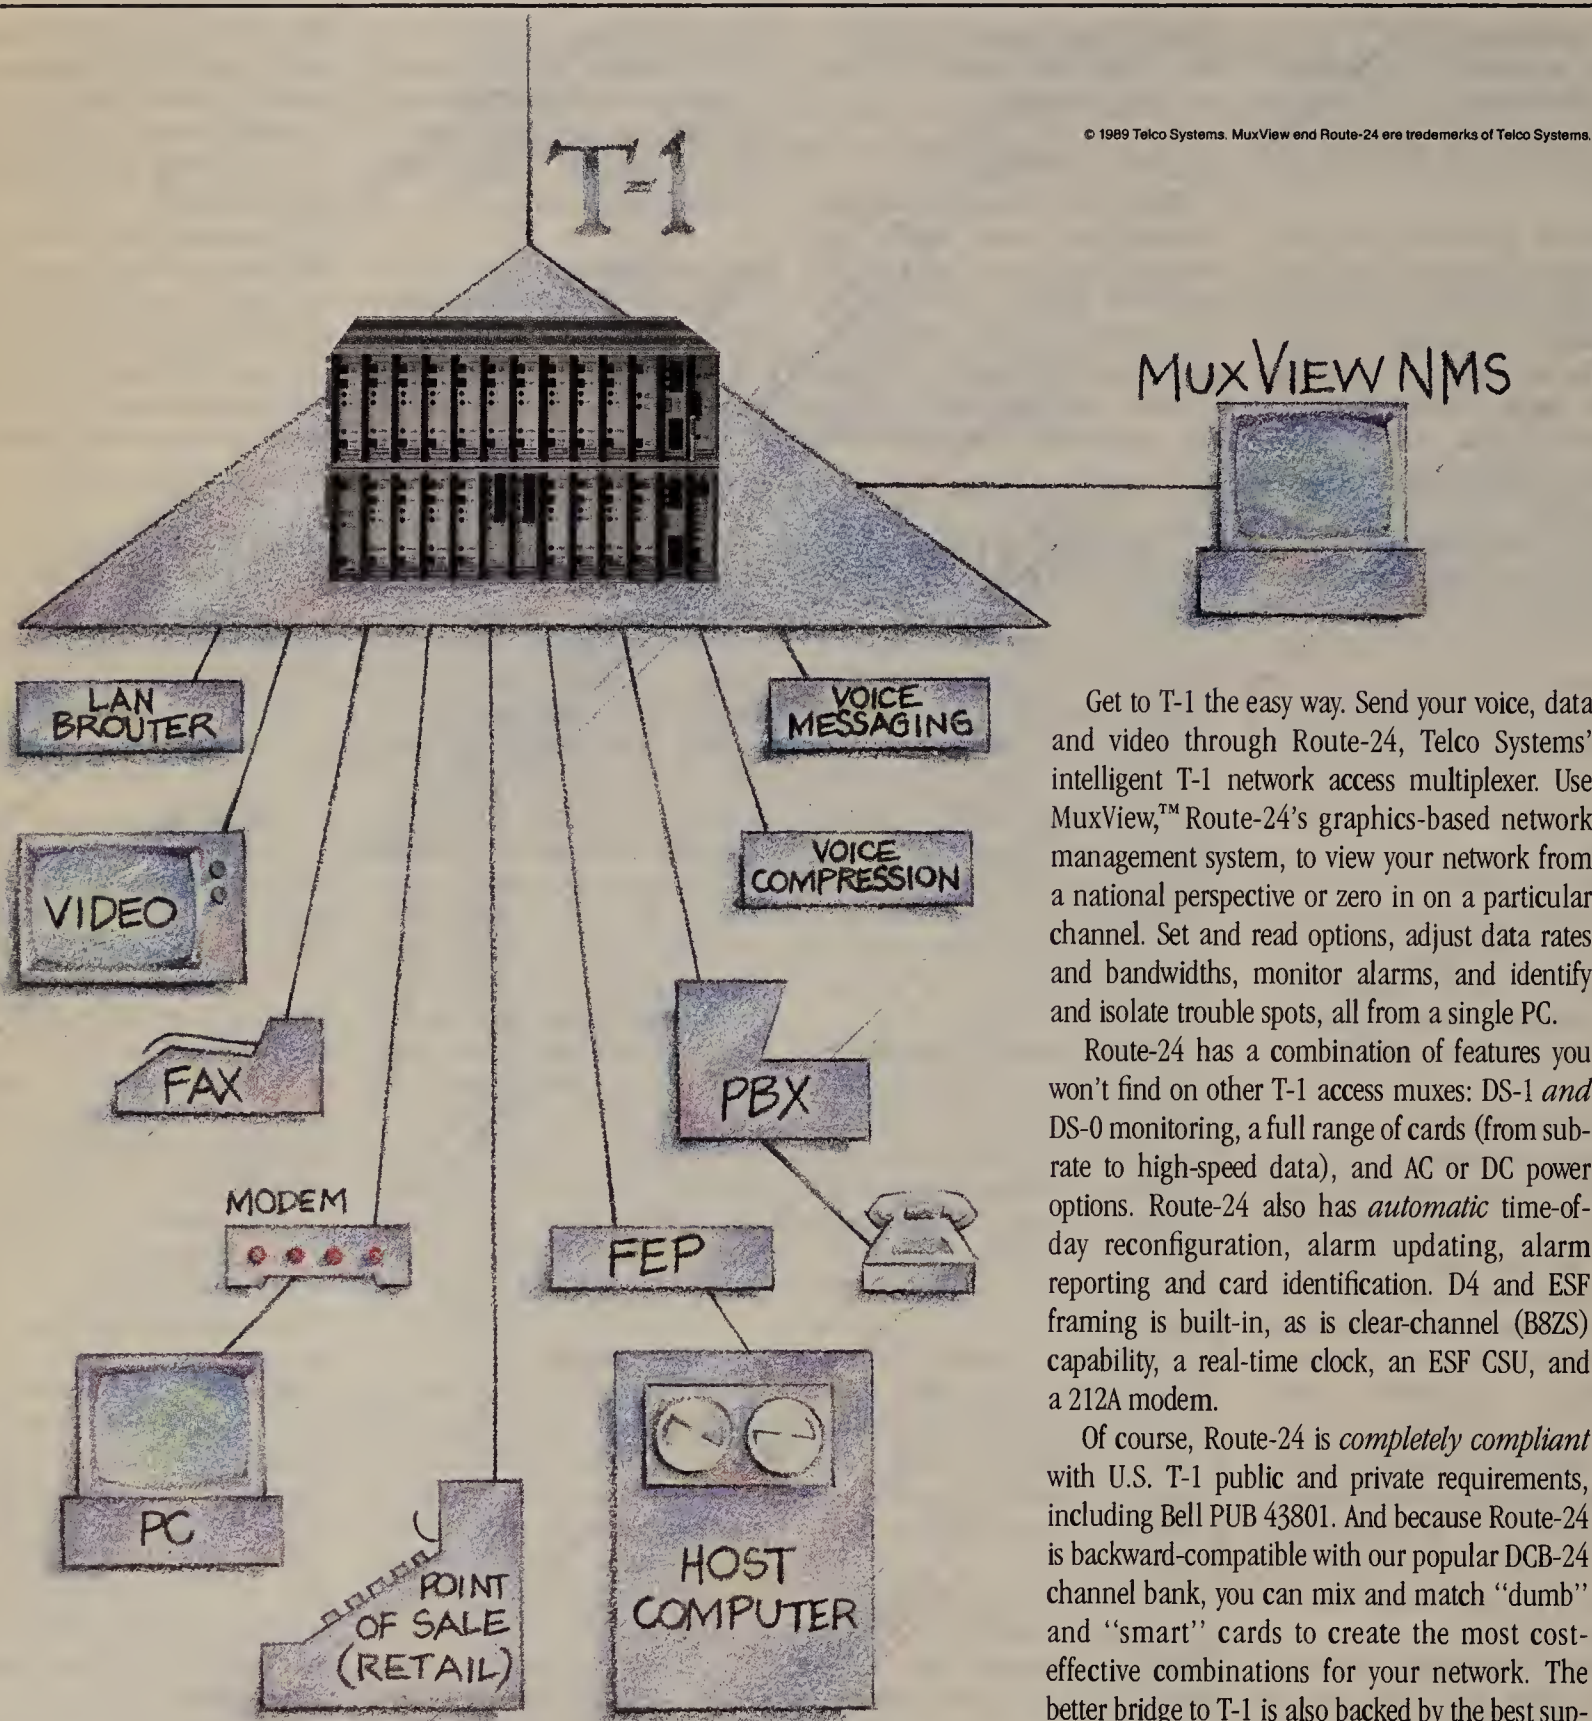 © 1989 Telco Systems. MuxView end Route-24 ere tredemerks of Telco Systems.
T-1
MUXVIEW NMS
LAN
BROUTER
VOICE
MESSAGING
VIDEO
VOICE
COMPRESSION
FAX
PBX
MODEM
FEP
PC
POINT
OF SALE
(RETAIL)
HOST
COMPUTER
Get to T-1 the easy way. Send your voice, data
and video through Route-24, Telco Systems’
intelligent T-1 network access multiplexer. Use
MuxView,™ Route-24’s graphics-based network
management system, to view your network from
a national perspective or zero in on a particular
channel. Set and read options, adjust data rates
and bandwidths, monitor alarms, and identify
and isolate trouble spots, all from a single PC.
Route-24 has a combination of features you
won’t find on other T-1 access muxes: DS-1 and
DS-0 monitoring, a full range of cards (from sub-
rate to high-speed data), and AC or DC power
options. Route-24 also has automatic time-of-
day reconfiguration, alarm updating, alarm
reporting and card identification. D4 and ESF
framing is built-in, as is clear-channel (B8ZS)
capability, a real-time clock, an ESF CSU, and
a 212A modem.
Of course, Route-24 is completely compliant
with U.S. T-1 public and private requirements,
including Bell PUB 43801. And because Route-24
is backward-compatible with our popular DCB-24
channel bank, you can mix and match “dumb”
and “smart” cards to create the most cost-
effective combinations for your network. The
better bridge to T-1 is also backed by the best sup-